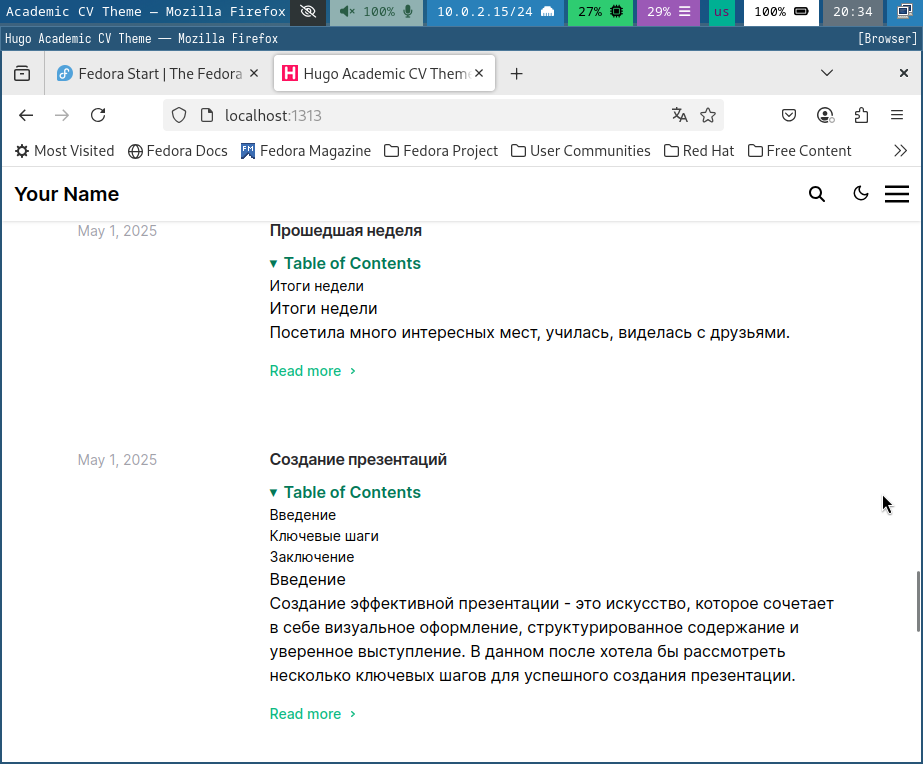 Academic CV Theme — Mozilla Firefox 100% 10.0.2.15/24 27% 29% us 100% 20:34
Hugo Academic CV Theme — Mozilla Firefox [Browser]
Fedora Start | The Fedora Hugo Academic CV Them
localhost:1313
Most Visited Fedora Docs Fedora Magazine Fedora Project User Communities Red Hat Free Content
Your Name
May 1, 2025 Прошедшая неделя
Table of Contents
Итоги недели
Итоги недели
Посетила много интересных мест, училась, виделась с друзьями.
Read more
May 1, 2025 Создание презентаций
Table of Contents
Введение
Ключевые шаги
Заключение
Введение
Создание эффективной презентации - это искусство, которое сочетает
в себе визуальное оформление, структурированное содержание и
уверенное выступление. В данном после хотела бы рассмотреть
несколько ключевых шагов для успешного создания презентации.
Read more